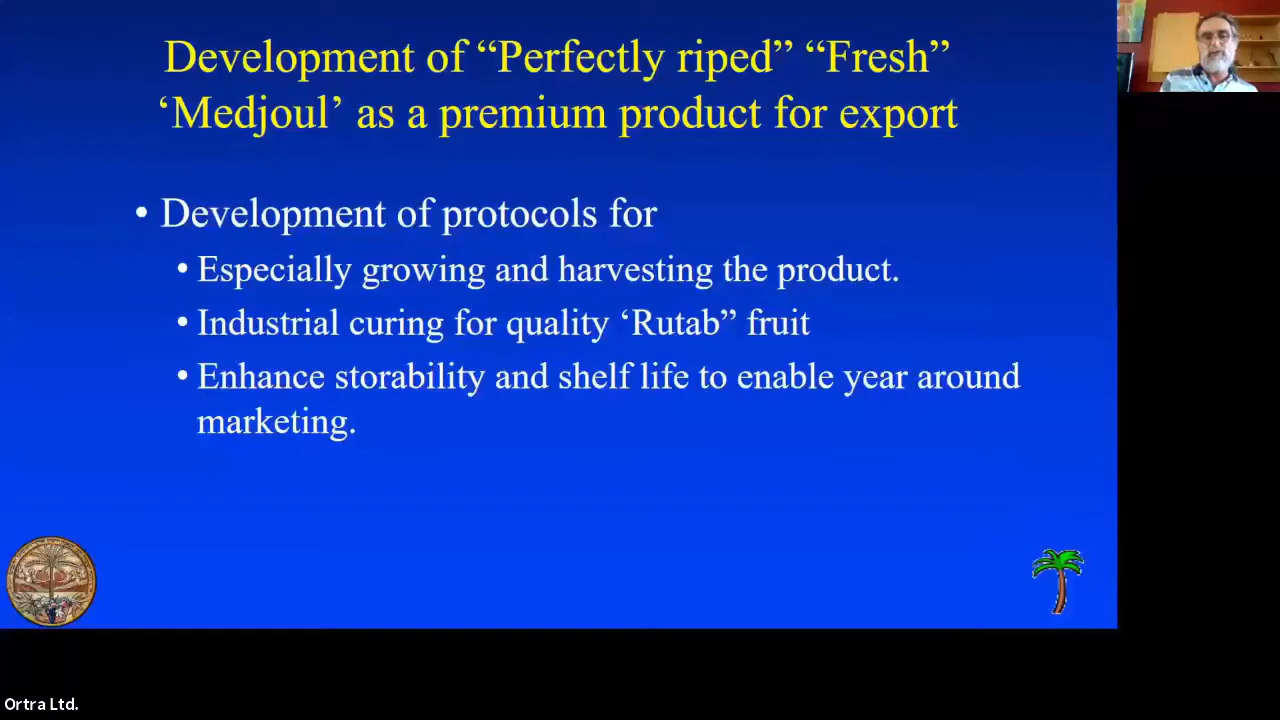 Development of “Perfectly riped” “Fresh”
‘Medjoul’ as a premium product for export
• Development of protocols for
• Especially growing and harvesting the product.
• Industrial curing for quality ‘Rutab” fruit
• Enhance storability and shelf life to enable year around
marketing.
Ortra Ltd.